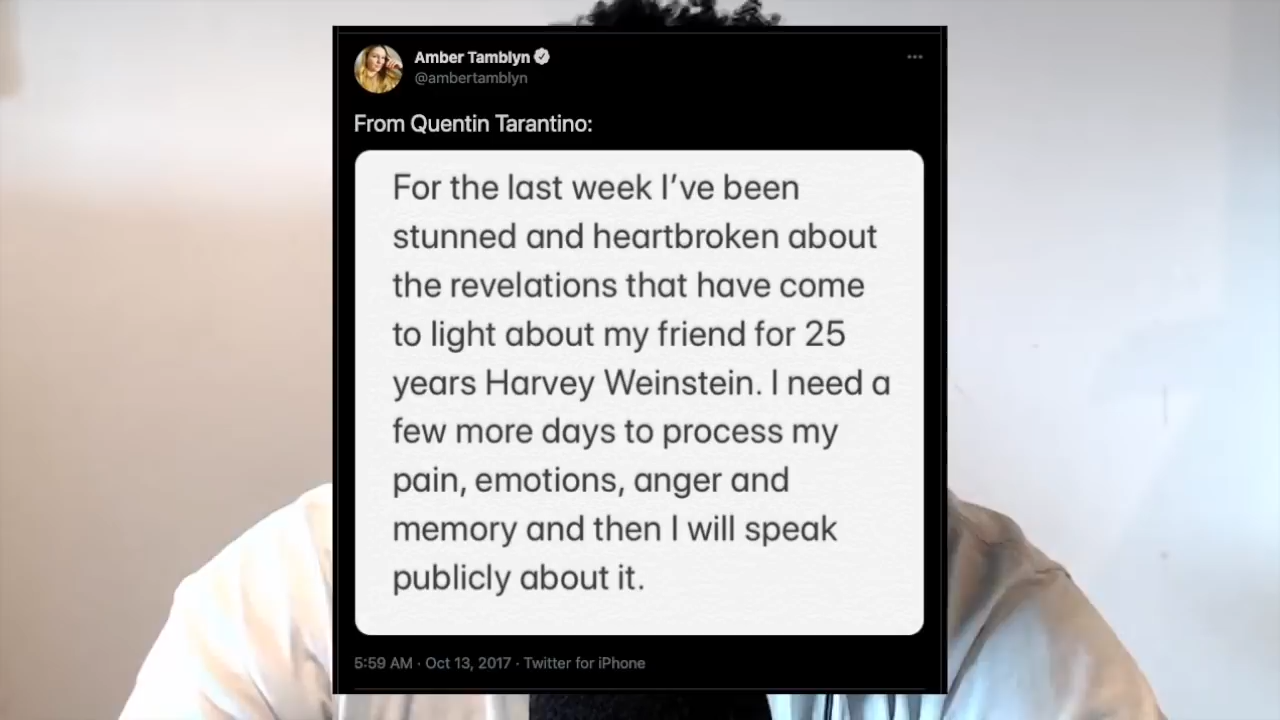 Amber Tamblyn
@ambertamblyn
From Quentin Tarantino:
For the last week I’ve been
stunned and heartbroken about
the revelations that have come
to light about my friend for 25
years Harvey Weinstein. I need a
few more days to process my
pain, emotions, anger and
memory and then I will speak
publicly about it.
5:59 AM · Oct 13, 2017 · Twitter for iPhone